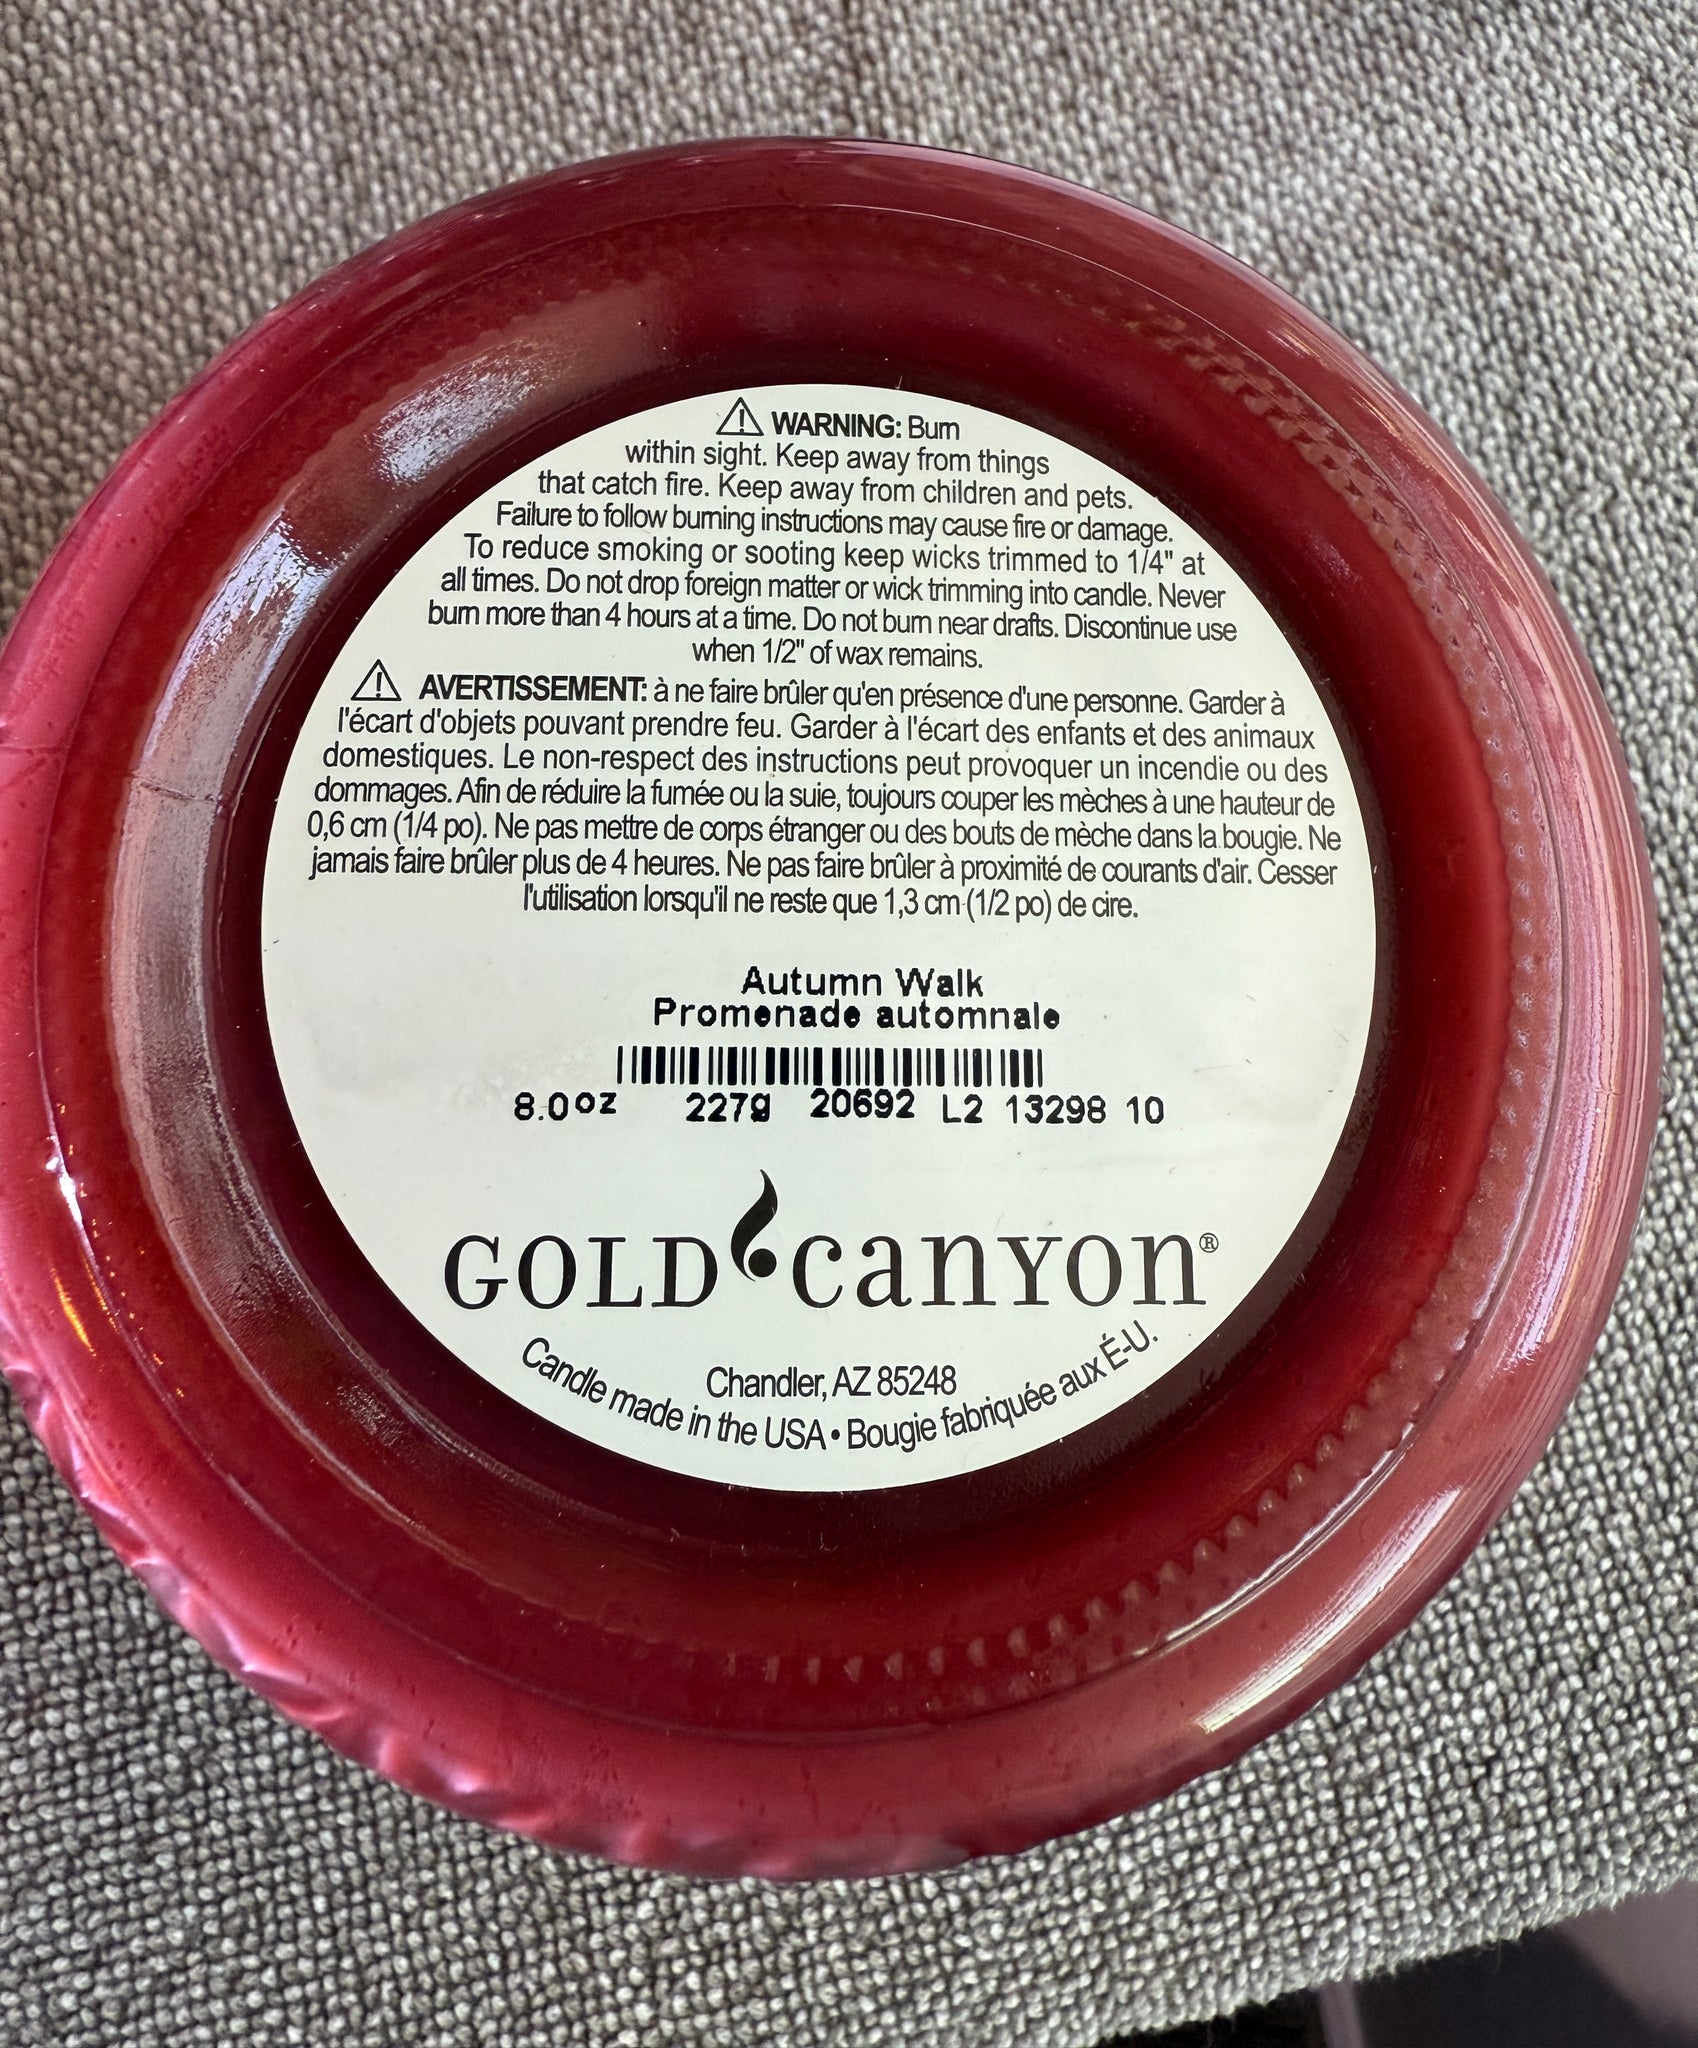 ⚠ WARNING: Burn
within sight. Keep away from things
that catch fire. Keep away from children and pets.
Failure to follow burning instructions may cause fire or damage.
To reduce smoking or sooting keep wicks trimmed to 1/4" at
all times. Do not drop foreign matter or wick trimming into candle. Never
burn more than 4 hours at a time. Do not burn near drafts. Discontinue use
when 1/2" of wax remains.
⚠ AVERTISSEMENT: à ne faire brûler qu'en présence d'une personne. Garder à
l'écart d'objets pouvant prendre feu. Garder à l'écart des enfants et des animaux
domestiques. Le non-respect des instructions peut provoquer un incendie ou des
dommages. Afin de réduire la fumée ou la suie, toujours couper les mèches à une hauteur de
0,6 cm (1/4 po). Ne pas mettre de corps étranger ou des bouts de mèche dans la bougie. Ne
jamais faire brûler plus de 4 heures. Ne pas faire brûler à proximité de courants d'air. Cesser
l'utilisation lorsqu'il ne reste que 1,3 cm (1/2 po) de cire.
Autumn Walk
Promenade automnale
8.0oz 227g 20692 L2 13298 10
GOLD canyon®
Chandler, AZ 85248
Candle made in the USA • Bougie fabriquée aux É-U.